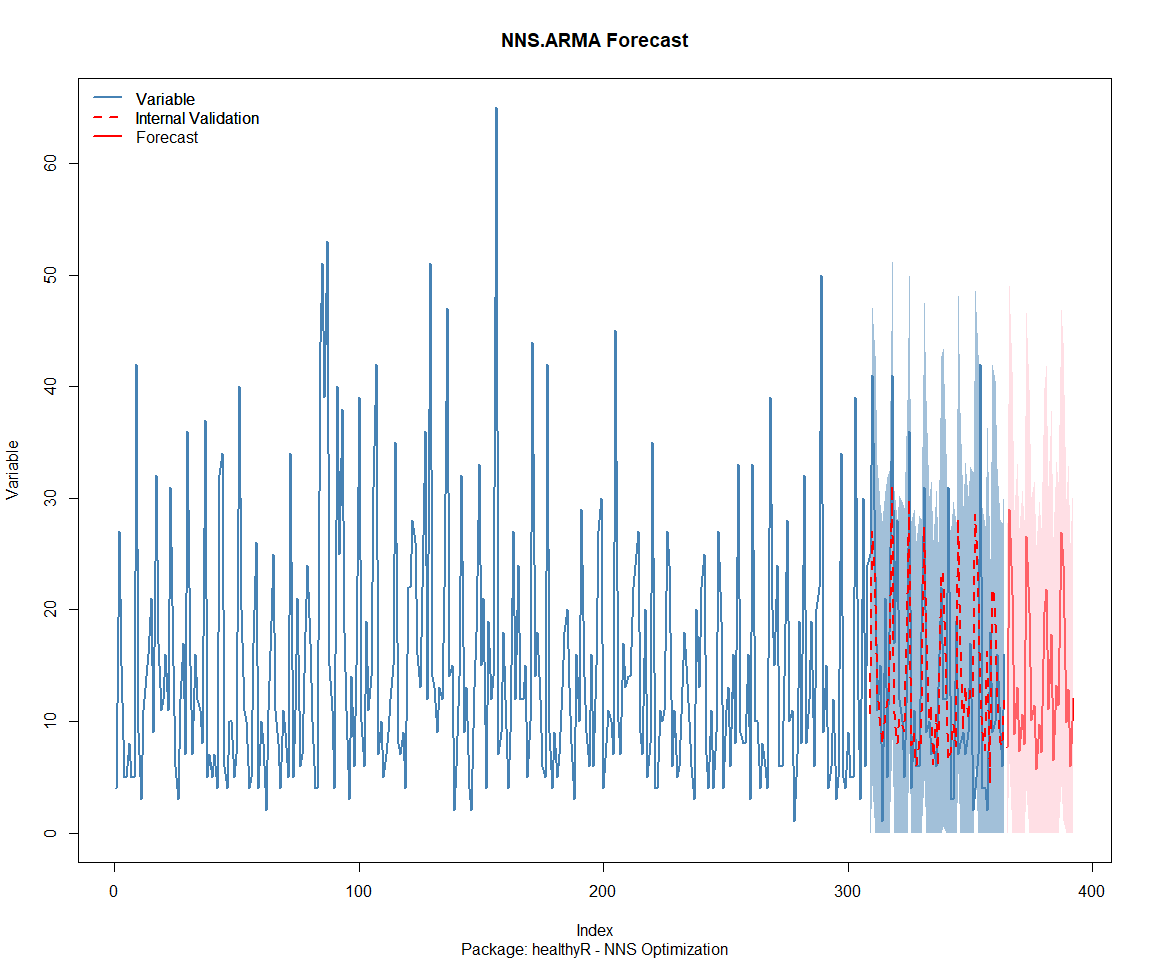 NNS.ARMA Forecast
Variable
Internal Validation
Forecast
Variable
60
50
40
30
20
10
0
0 100 200 300 400
Index
Package: healthyR - NNS Optimization